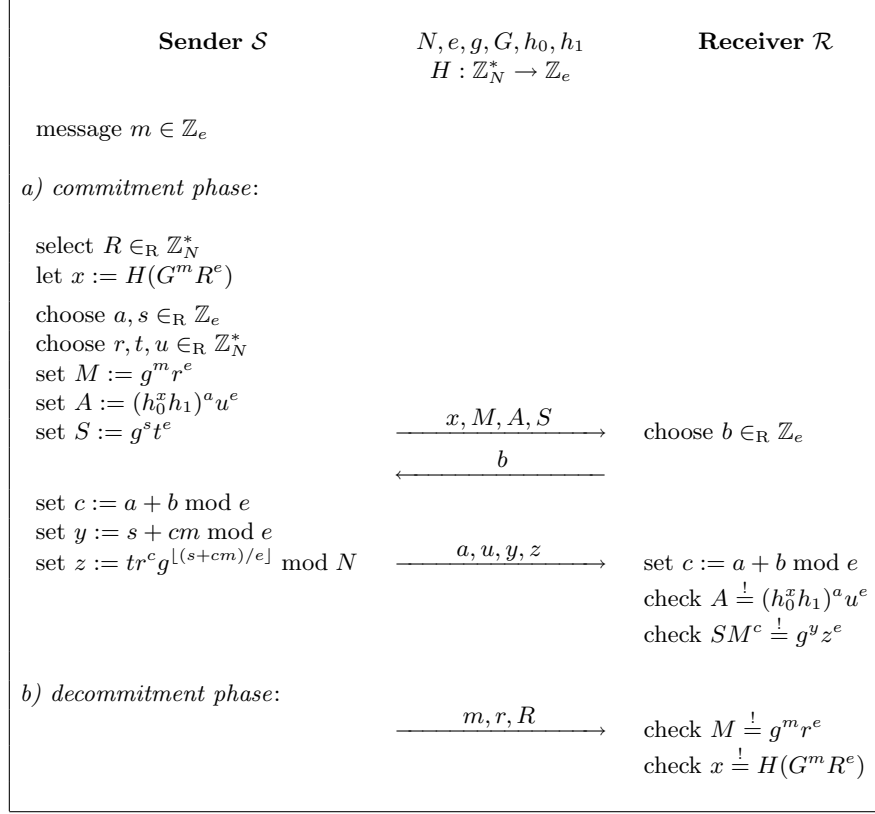 Sender 𝒮 N, e, g, G, h₀, h₁ Receiver ℛ
H : ℤ*_N → ℤ_e
message m ∈ ℤ_e
a) commitment phase:
select R ∈_R ℤ*_N
let x := H(G^m R^e)
choose a, s ∈_R ℤ_e
choose r, t, u ∈_R ℤ*_N
set M := g^m r^e
set A := (h₀^x h₁)^a u^e
set S := g^s t^e x, M, A, S choose b ∈_R ℤ_e
b
set c := a + b mod e
set y := s + cm mod e
set z := tr^c g^{⌊(s+cm)/e⌋} mod N a, u, y, z set c := a + b mod e
check A =^! (h₀^x h₁)^a u^e
check SM^c =^! g^y z^e
b) decommitment phase:
m, r, R check M =^! g^m r^e
check x =^! H(G^m R^e)